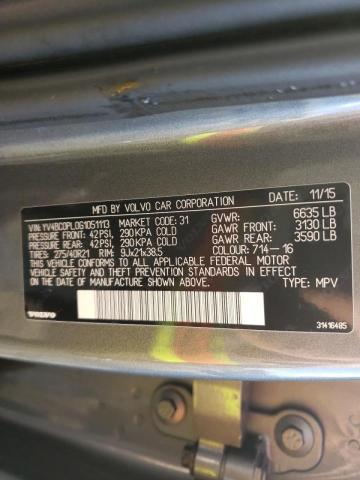 MFD BY VOLVO CAR CORPORATION DATE 11/15
VIN: YV4BC0PL0G1051113 MARKET CODE: 31 GVWR: 6635 LB
PRESSURE FRONT: 42PSI, 290KPA COLD GAWR FRONT: 3130 LB
PRESSURE REAR: 42PSI, 290KPA COLD GAWR REAR: 3590 LB
TIRES: 275/40R21 RIMS: 9Jx21x38.5 COLOUR: 714-16
THIS VEHICLE CONFORMS TO ALL APPLICABLE FEDERAL MOTOR
VEHICLE SAFETY AND THEFT PREVENTION STANDARDS IN EFFECT
ON THE DATE OF MANUFACTURE SHOWN ABOVE. TYPE: MPV
VOLVO 31416485